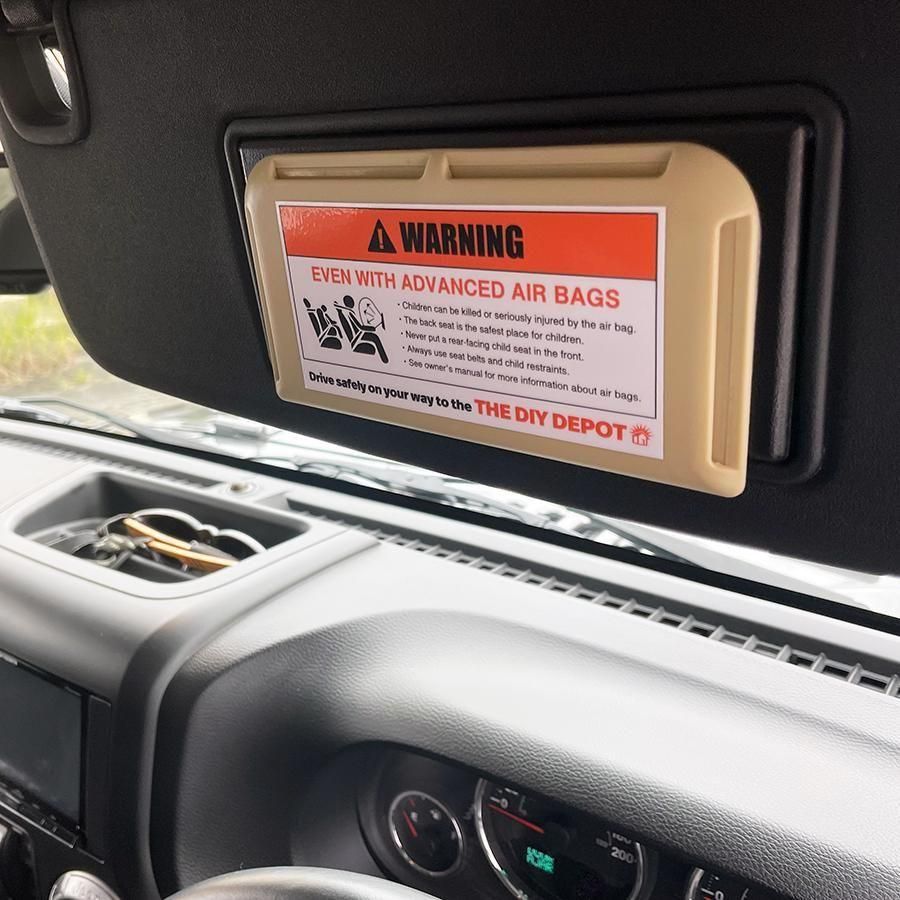 WARNING
EVEN WITH ADVANCED AIR BAGS
• Children can be killed or seriously injured by the air bag.
• The back seat is the safest place for children.
• Never put a rear-facing child seat in the front.
• Always use seat belts and child restraints.
• See owner's manual for more information about air bags.
Drive safely on your way to the THE DIY DEPOT
200